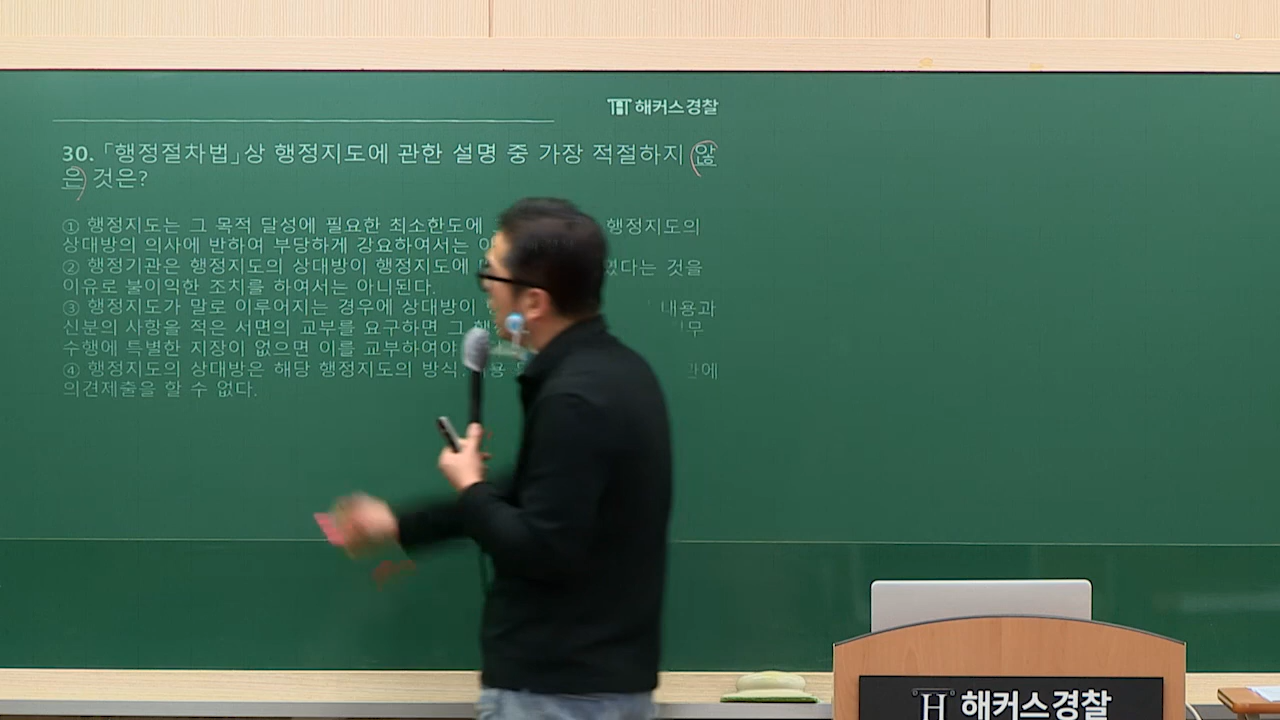 해커스경찰
30. 「행정절차법」상 행정지도에 관한 설명 중 가장 적절하지 않
은 것은?
① 행정지도는 그 목적 달성에 필요한 최소한도에 행정지도의
상대방의 의사에 반하여 부당하게 강요하여서는
② 행정기관은 행정지도의 상대방이 행정지도에 였다는 것을
이유로 불이익한 조치를 하여서는 아니된다.
③ 행정지도가 말로 이루어지는 경우에 상대방이 내용과
신분의 사항을 적은 서면의 교부를 요구하면 그
수행에 특별한 지장이 없으면 이를 교부하여야
④ 행정지도의 상대방은 해당 행정지도의 방식
의견제출을 할 수 없다.
H 해커스경찰